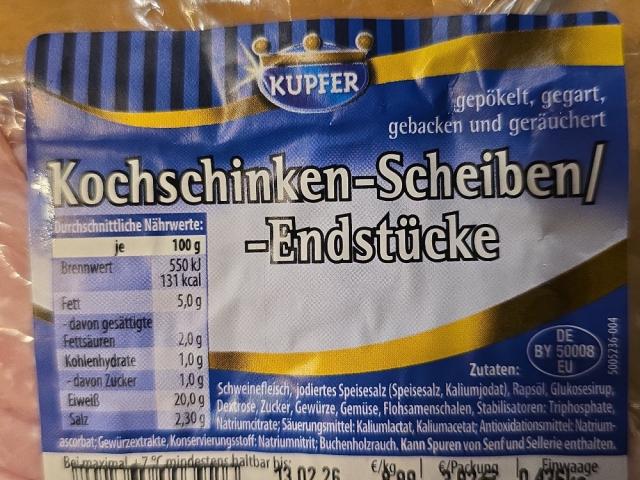 KUPFER
gepökelt, gegart,
gebacken und geräuchert
Kochschinken-Scheiben/
-Endstücke
Durchschnittliche Nährwerte:
je 100 g
Brennwert 550 kJ
131 kcal
Fett 5,0 g
- davon gesättigte
Fettsäuren 2,0 g
Kohlenhydrate 1,0 g
- davon Zucker 1,0 g
Eiweiß 20,0 g
Salz 2,30 g
DE
BY 50008
EU
5005236-004
Zutaten:
Schweinefleisch, jodiertes Speisesalz (Speisesalz, Kaliumjodat), Rapsöl, Glukosesirup,
Dextrose, Zucker, Gewürze, Gemüse, Flohsamenschalen, Stabilisatoren: Triphosphate,
Natriumcitrate; Säuerungsmittel: Kaliumlactat, Kaliumacetat; Antioxidationsmittel: Natrium-
ascorbat; Gewürzextrakte, Konservierungsstoff: Natriumnitrit; Buchenholzrauch. Kann Spuren von Senf und Sellerie enthalten.
Bei maximal +7 °C mindestens haltbar bis: €/kg €/Packung Einwaage
13.02.26